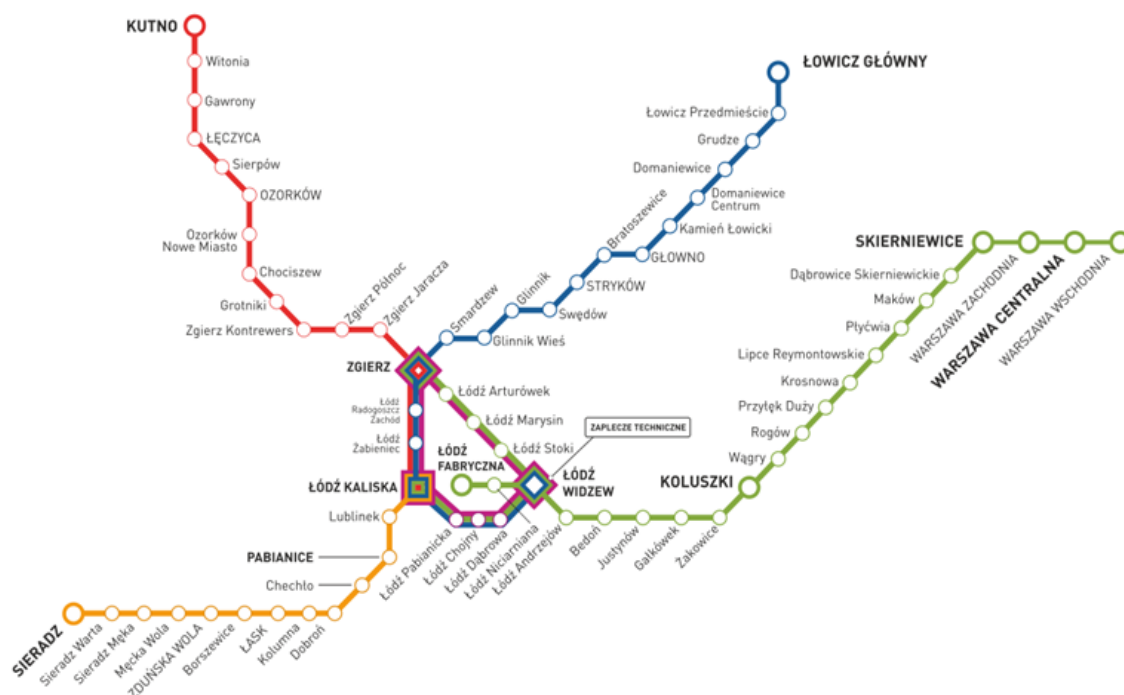 KUTNO
Witonia
Gawrony
ŁĘCZYCA
Sierpów
OZORKÓW
Ozorków
Nowe Miasto
Chociszew
Grotniki
Zgierz Kontrewers
Zgierz Północ
Zgierz Jaracza
ZGIERZ
ŁOWICZ GŁÓWNY
Łowicz Przedmieście
Grudze
Domaniewice
Domaniewice
Centrum
Kamień Łowicki
GŁOWNO
Bratoszewice
STRYKÓW
Swędów
Glinnik
Glinnik Wieś
Smardzew
Łódź
Radogoszcz
Zachód
Łódź
Żabieniec
ŁÓDŹ KALISKA
Łódź Arturówek
Łódź Marysin
Łódź Stoki
ZAPLECZE TECHNICZNE
ŁÓDŹ
FABRYCZNA
ŁÓDŹ
WIDZEW
Łódź Pabianicka
Łódź Chojny
Łódź Dąbrowa
Łódź Niciarniana
Łódź Andrzejów
Bedoń
Justynów
Gałkówek
Żakowice
KOLUSZKI
Wągry
Rogów
Przyłęk Duży
Krosnowa
Lipce Reymontowskie
Płyćwia
Maków
Dąbrowice Skierniewickie
SKIERNIEWICE
WARSZAWA ZACHODNIA
WARSZAWA CENTRALNA
WARSZAWA WSCHODNIA
Lublinek
PABIANICE
Chechło
Dobroń
Kolumna
ŁASK
Borszewice
ZDUŃSKA WOLA
Męcka Wola
Sieradz Męka
Sieradz Warta
SIERADZ